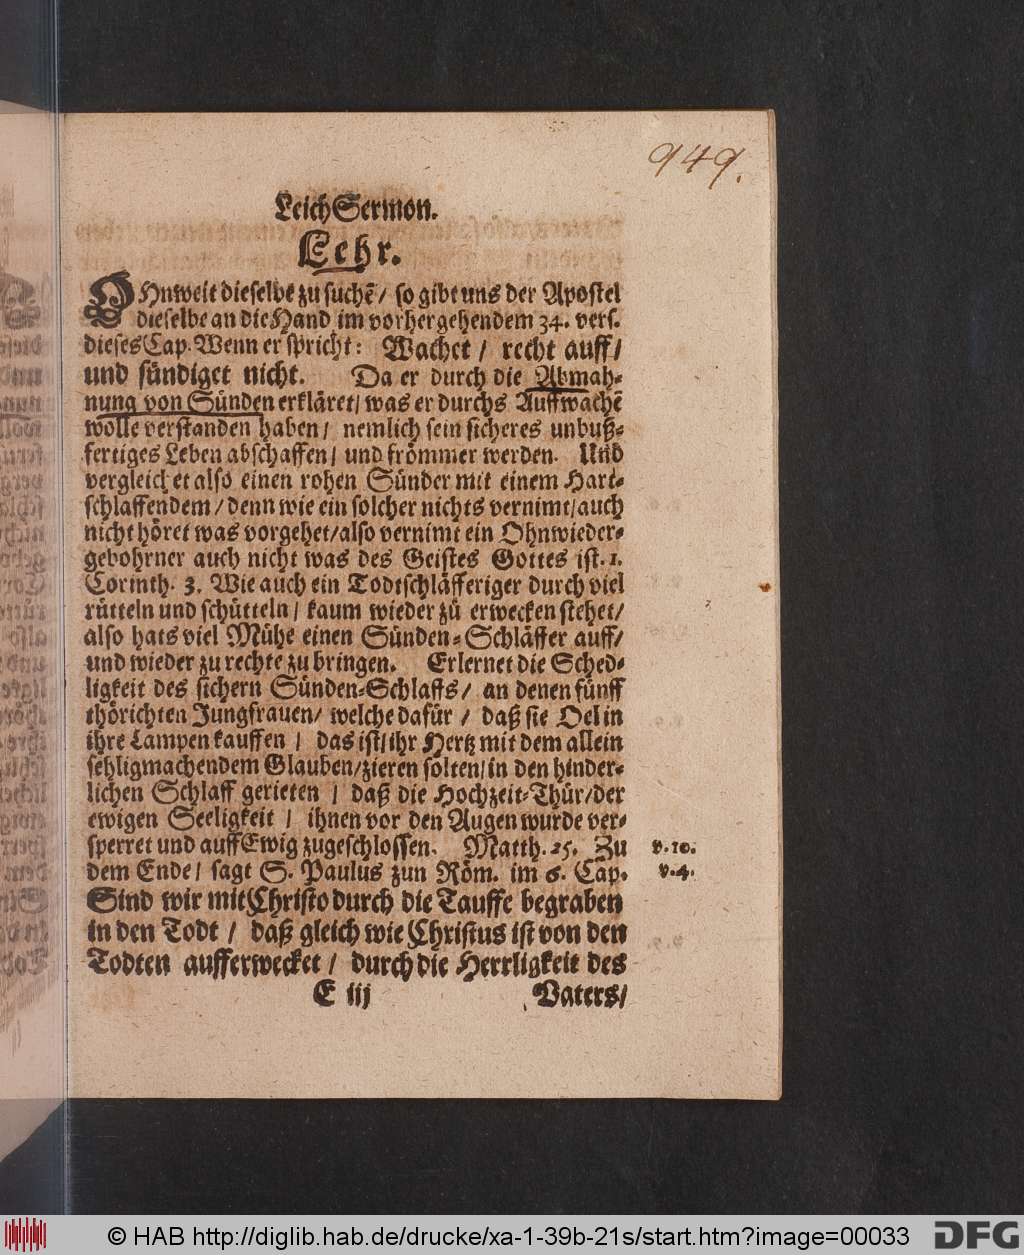 949.
Leich Sermon.
Lehr.
OHnweit dieselbe zu suchē / so gibt uns der Apostel
dieselbe an die Hand im vorhergehendem 34. vers.
dieses Cap. Wenn er spricht: Wachet / recht auff /
und sündiget nicht. Da er durch die Abmah-
nung von Sünden erkläret / was er durchs Auffwachē
wolle verstanden haben / nemlich sein sicheres unbuß-
fertiges Leben abschaffen / und frömmer werden. Und
vergleichet also einen rohen Sünder mit einem Hart-
schlaffendem / denn wie ein solcher nichts vernimt / auch
nicht höret was vorgehet / also vernimt ein Ohnwieder-
gebohrner auch nicht was des Geistes Gottes ist. 1.
Corinth. 3. Wie auch ein Todtschläfferiger durch viel
rütteln und schütteln / kaum wieder zü erwecken stehet /
also hats viel Mühe einen Sünden-Schläffer auff /
und wieder zu rechte zu bringen. Erlernet die Sched-
ligkeit des sichern Sünden-Schlaffs / an denen fünff
thörichten Jungfrauen / welche dafür / daß sie Oel in
ihre Lampen kauffen / das ist / ihr Hertz mit dem allein
sehligmachendem Glauben / zieren solten / in den hinder-
lichen Schlaff gerieten / daß die Hochzeit-Thür / der
ewigen Seeligkeit / ihnen vor den Augen wurde ver-
sperret und auff Ewig zugeschlossen. Matth. 25. Zu
v. 10.
dem Ende / sagt S. Paulus zun Röm. im 6. Cap.
v. 4.
Sind wir mit Christo durch die Tauffe begraben
in den Todt / daß gleich wie Christus ist von den
Todten aufferwecket / durch die Herrligkeit des
E iij Vaters /
© HAB http://diglib.hab.de/drucke/xa-1-39b-21s/start.htm?image=00033
DFG